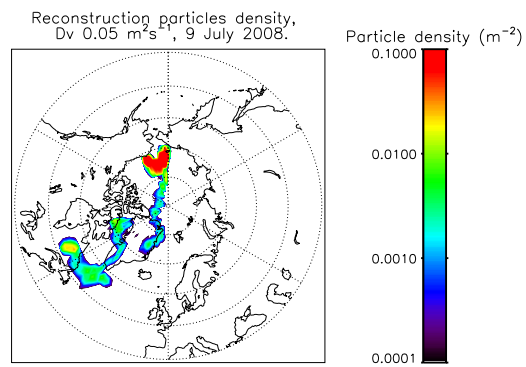 Reconstruction particles density,
Dv 0.05 m²s⁻¹, 9 July 2008.
Particle density (m⁻²)
0.1000
0.0100
0.0010
0.0001